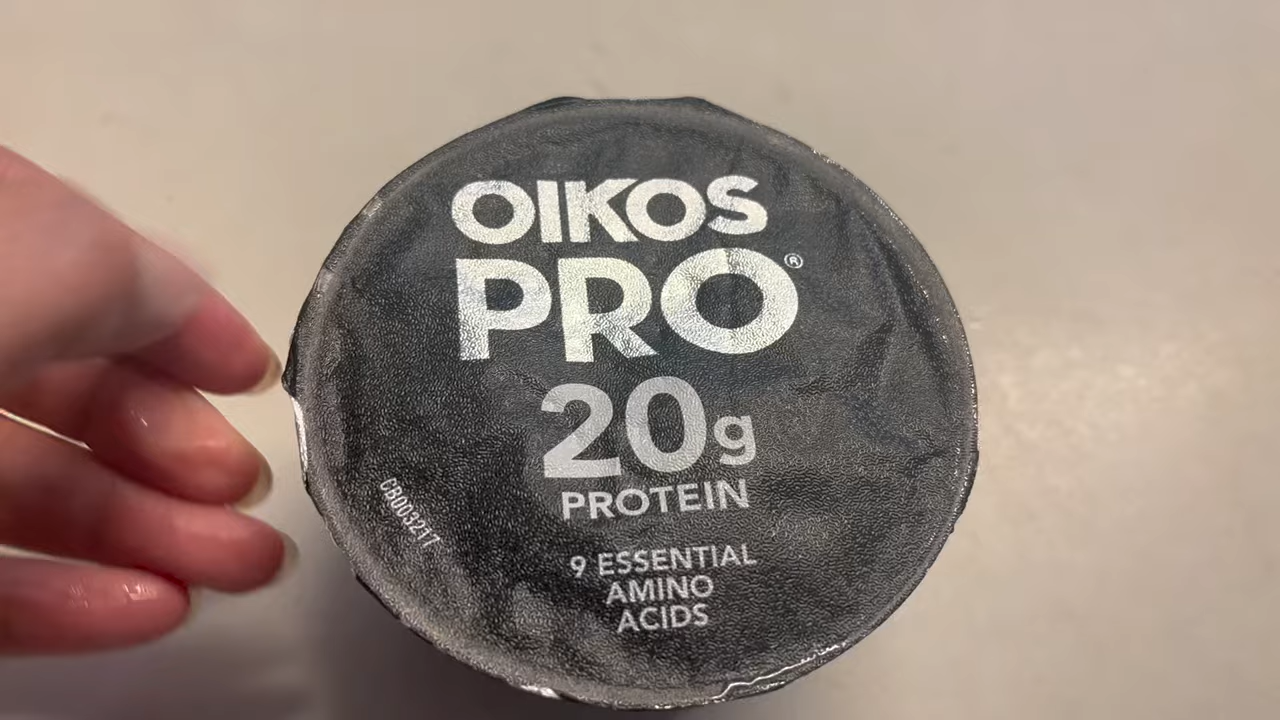 OIKOS
PRO®
20g
PROTEIN
9 ESSENTIAL
AMINO
ACIDS
CB003217